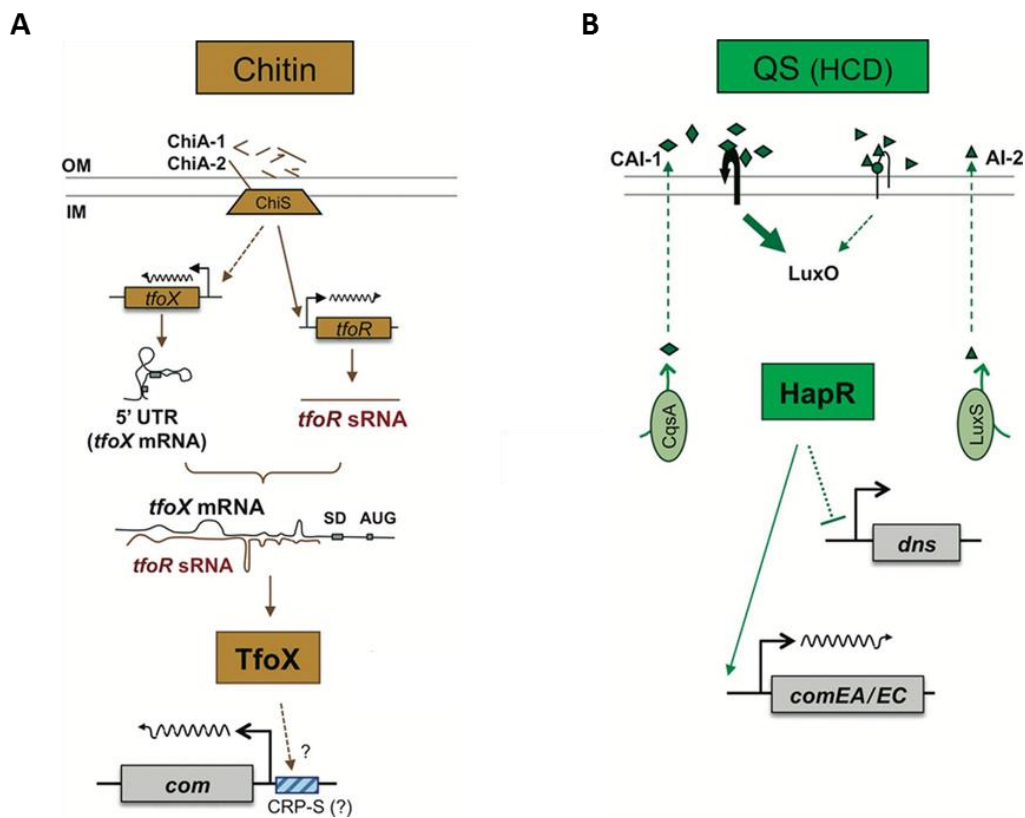 A
Chitin
ChiA-1
ChiA-2
OM
IM
ChiS
tfoX
tfoR
5' UTR
(tfoX mRNA)
tfoR sRNA
tfoX mRNA
SD
AUG
tfoR sRNA
TfoX
?
com
CRP-S (?)
B
QS (HCD)
CAI-1
AI-2
LuxO
HapR
CqsA
LuxS
dns
comEA/EC